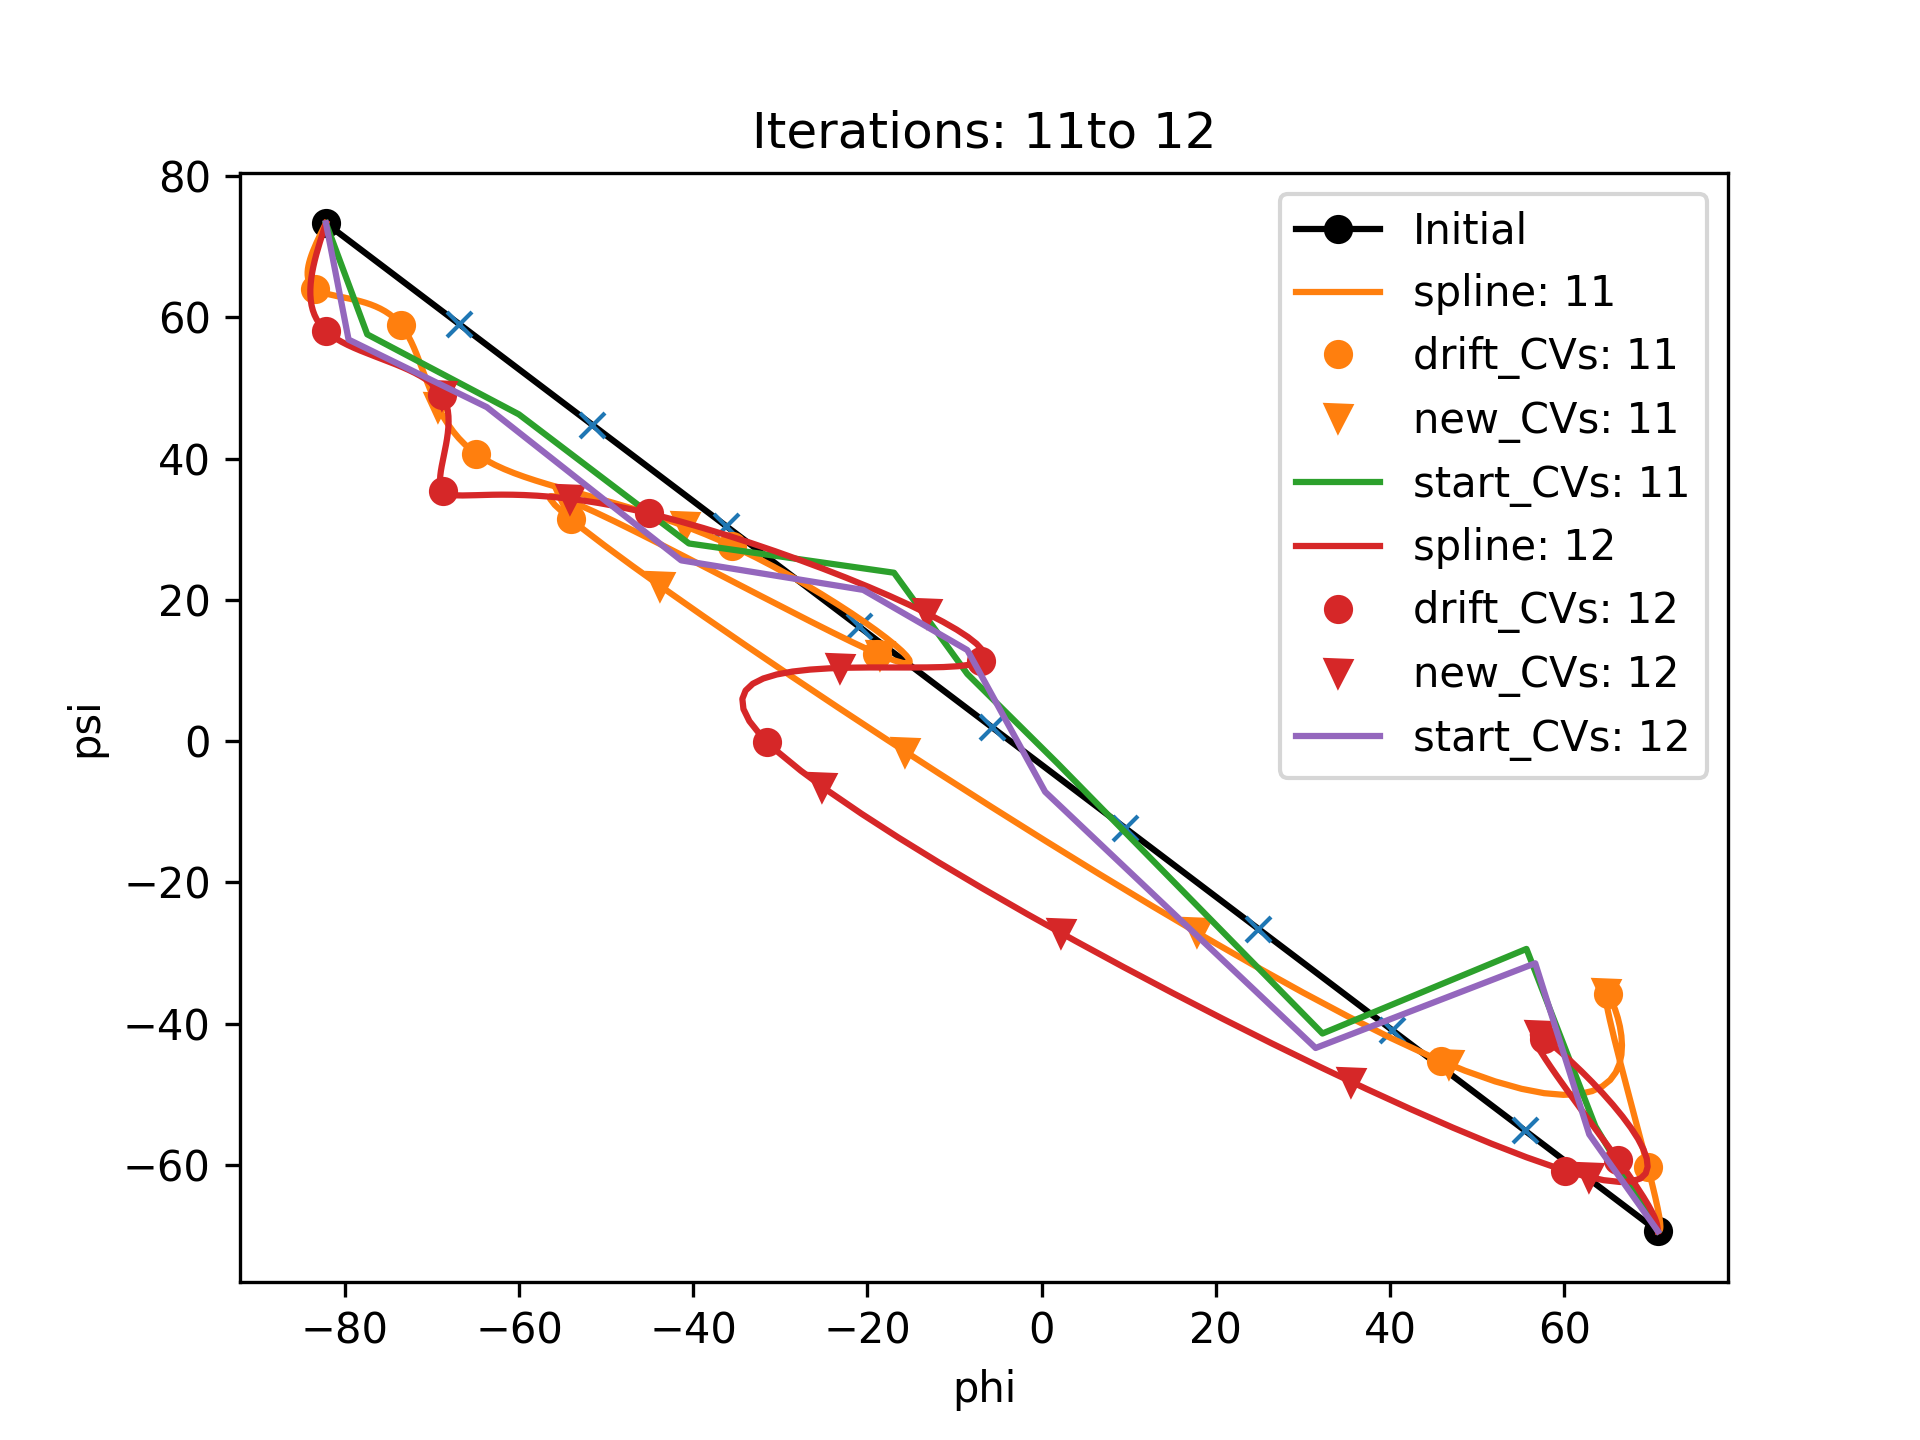 Iterations: 11to 12
80
60
40
20
0
−20
−40
−60
psi
−80
−60
−40
−20
0
20
40
60
phi
Initial
spline: 11
drift_CVs: 11
new_CVs: 11
start_CVs: 11
spline: 12
drift_CVs: 12
new_CVs: 12
start_CVs: 12